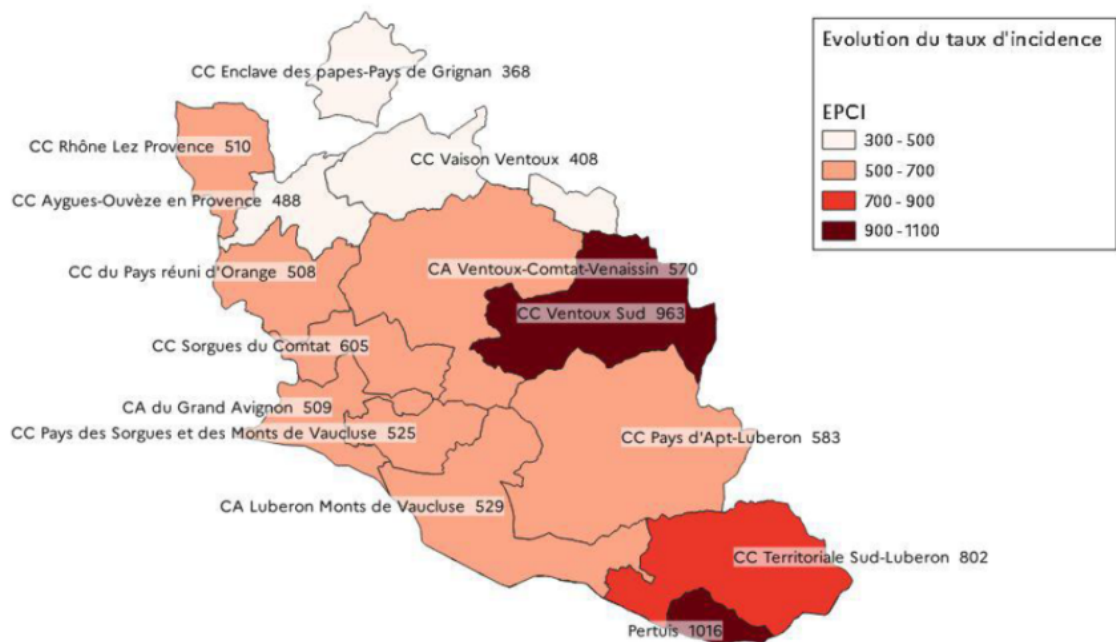 Evolution du taux d'incidence
EPCI
300 - 500
500 - 700
700 - 900
900 - 1100
CC Enclave des papes-Pays de Grignan 368
CC Rhône Lez Provence 510
CC Vaison Ventoux 408
CC Aygues-Ouvèze en Provence 488
CC du Pays réuni d'Orange 508
CA Ventoux-Comtat-Venaissin 570
CC Ventoux Sud 963
CC Sorgues du Comtat 605
CA du Grand Avignon 509
CC Pays des Sorgues et des Monts de Vaucluse 525
CC Pays d'Apt-Luberon 583
CA Luberon Monts de Vaucluse 529
CC Territoriale Sud-Luberon 802
Pertuis 1016